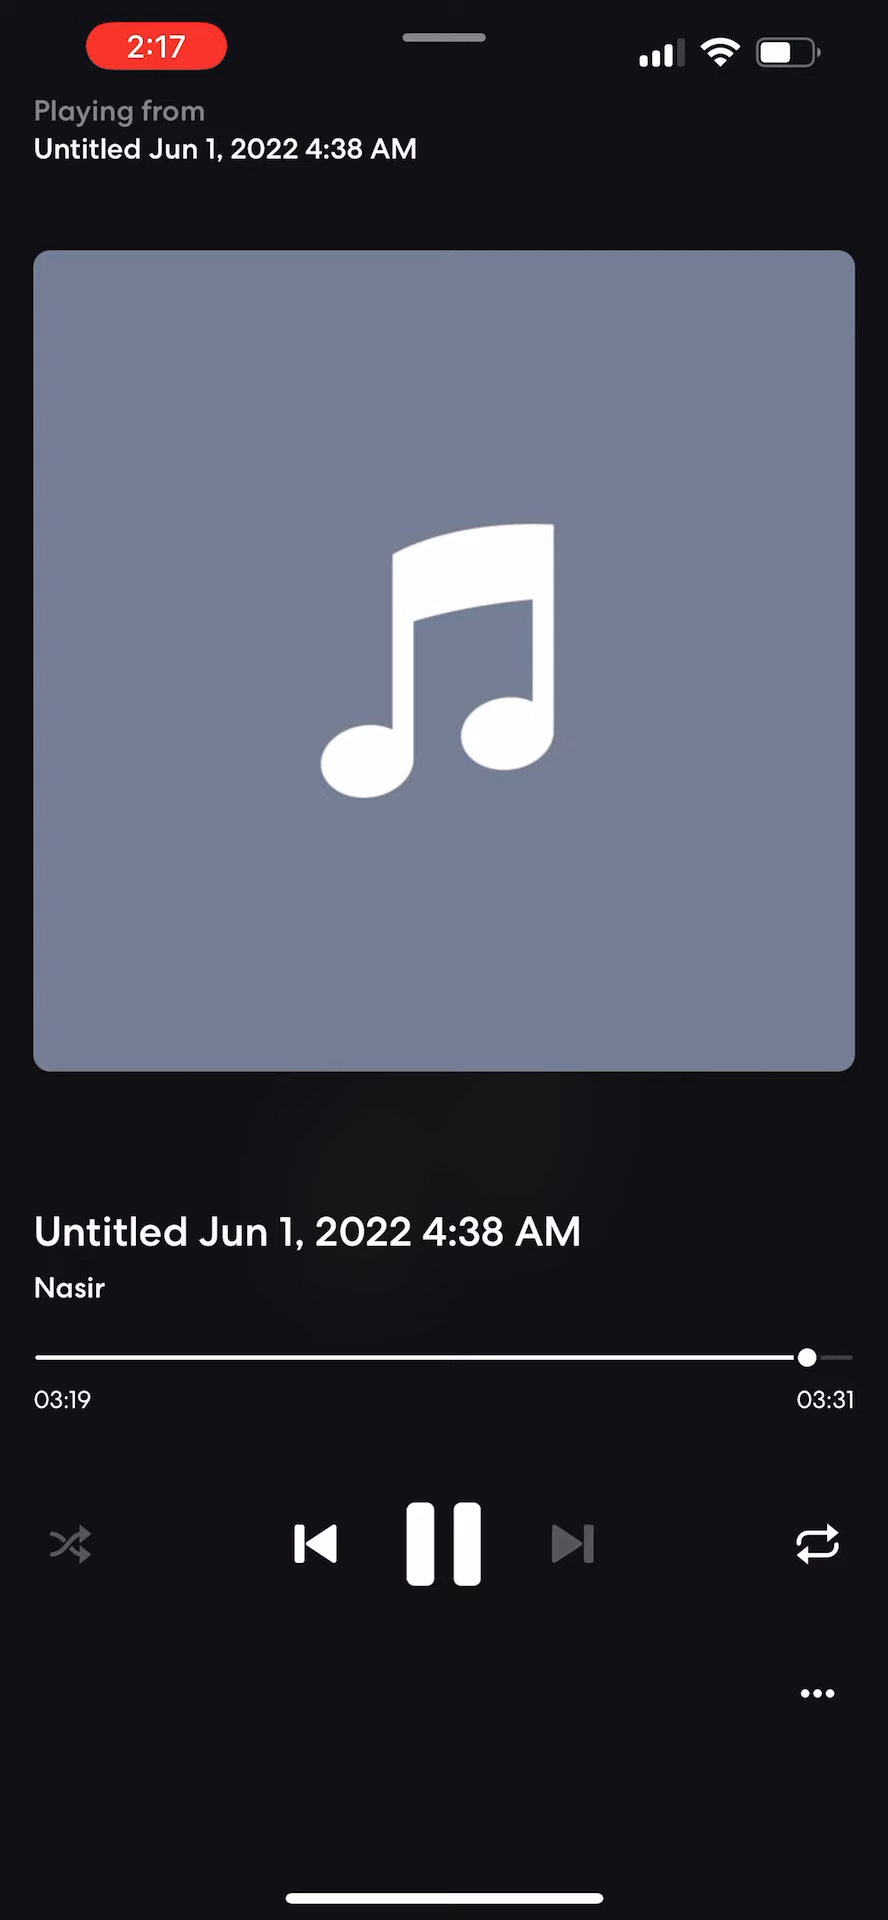 2:17
Playing from
Untitled Jun 1, 2022 4:38 AM
Untitled Jun 1, 2022 4:38 AM
Nasir
03:19
03:31